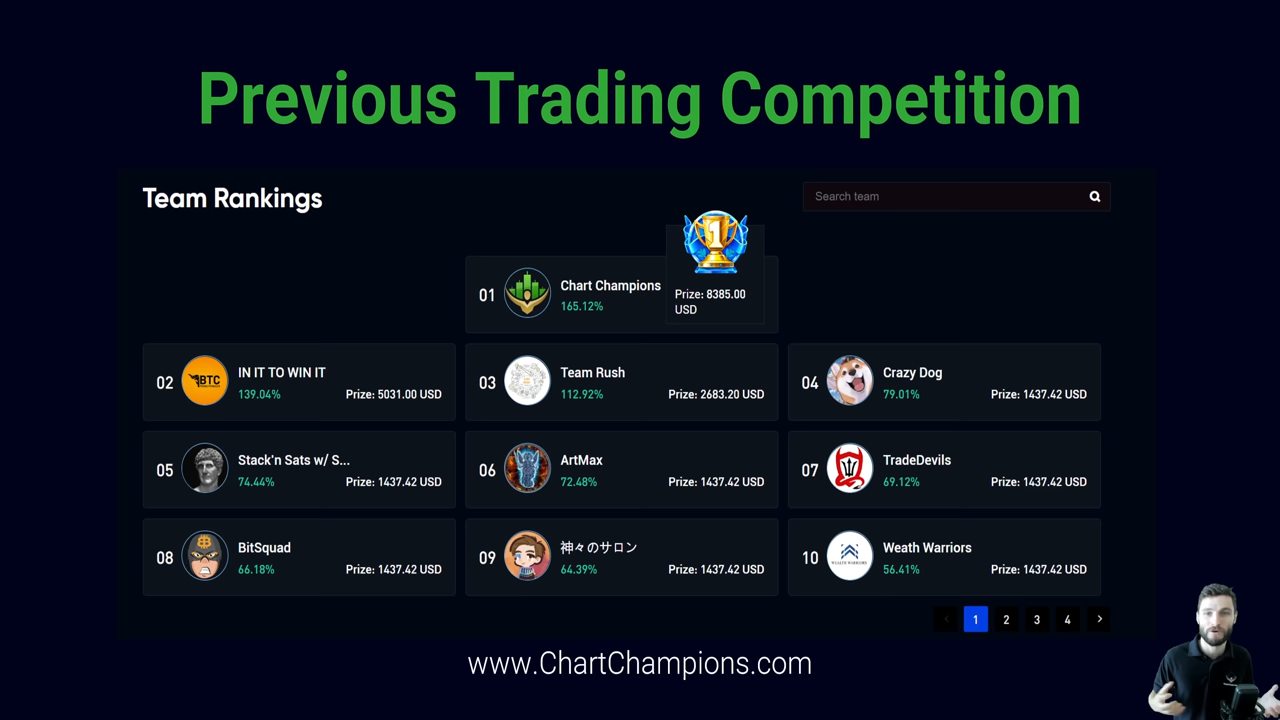 Previous Trading Competition
Team Rankings
Search team
01
Chart Champions
165.12%
1
Prize: 8385.00
USD
02
BTC
IN IT TO WIN IT
139.04%
Prize: 5031.00 USD
03
Team Rush
112.92%
Prize: 2683.20 USD
04
Crazy Dog
79.01%
Prize: 1437.42 USD
05
Stack'n Sats w/ S...
74.44%
Prize: 1437.42 USD
06
ArtMax
72.48%
Prize: 1437.42 USD
07
TradeDevils
69.12%
Prize: 1437.42 USD
08
BitSquad
66.18%
Prize: 1437.42 USD
09
神々のサロン
64.39%
Prize: 1437.42 USD
10
WEATH WARRIORS
Weath Warriors
56.41%
Prize: 1437.42 USD
< 1 2 3 4 >
www.ChartChampions.com